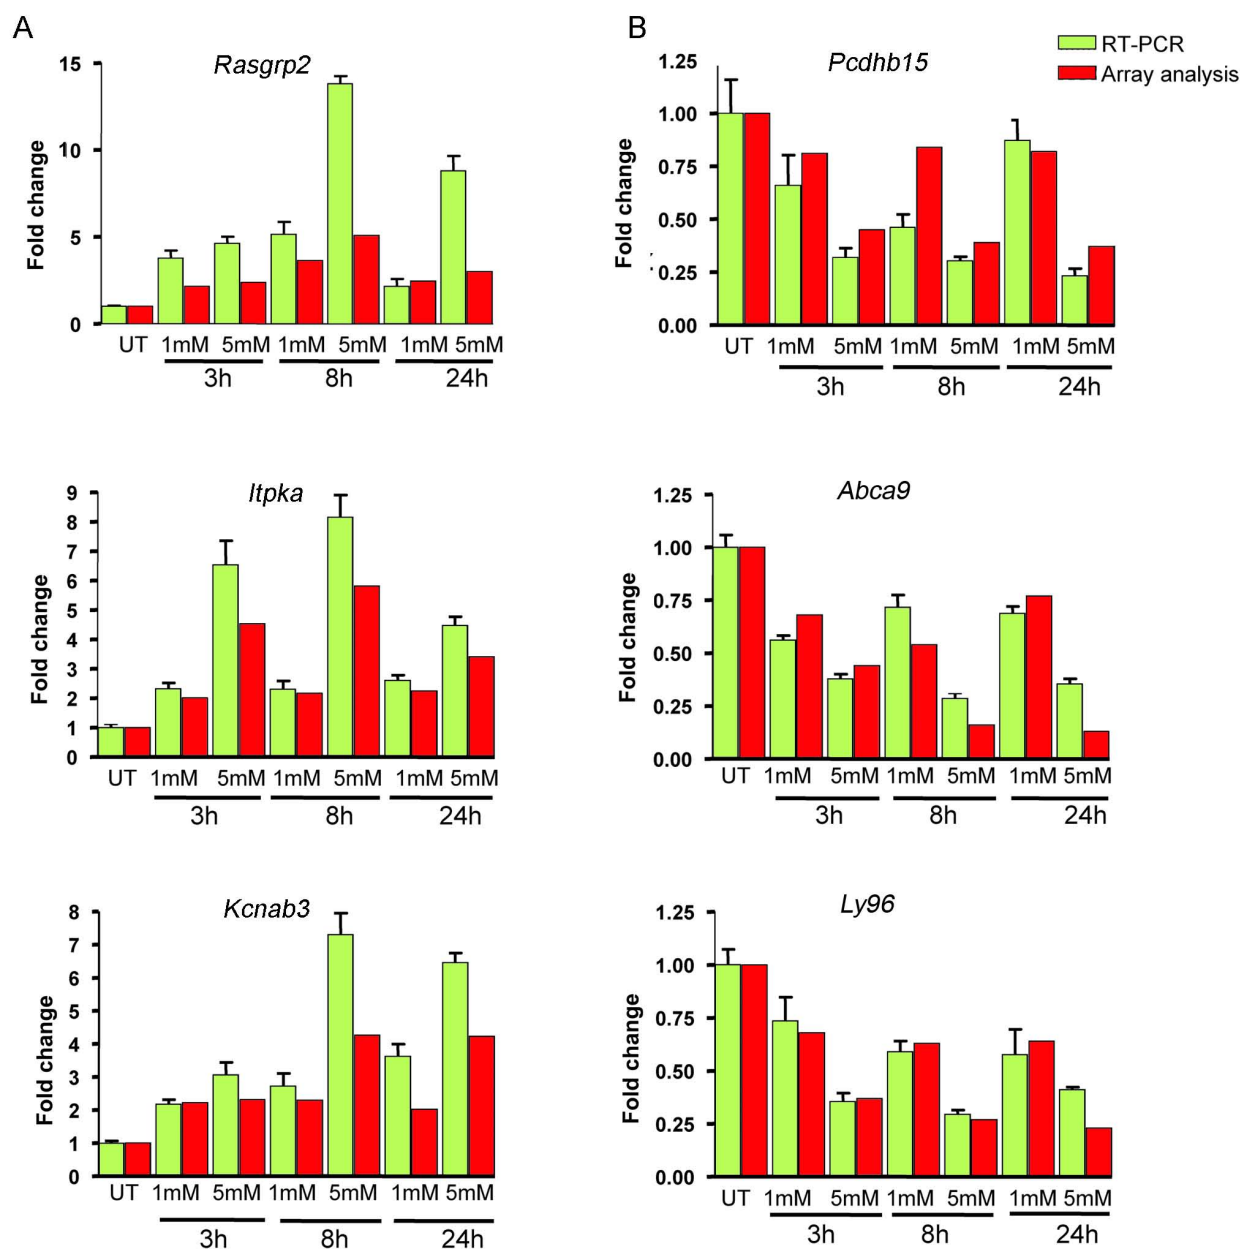 A
B
RT-PCR
Array analysis
Rasgrp2
Fold change
15
10
5
0
UT 1mM 5mM 1mM 5mM 1mM 5mM
3h 8h 24h
Pcdhb15
Fold change
1.25
1.00
0.75
0.50
0.25
0.00
UT 1mM 5mM 1mM 5mM 1mM 5mM
3h 8h 24h
Itpka
Fold change
9
8
7
6
5
4
3
2
1
0
UT 1mM 5mM 1mM 5mM 1mM 5mM
3h 8h 24h
Abca9
Fold change
1.25
1.00
0.75
0.50
0.25
0.00
UT 1mM 5mM 1mM 5mM 1mM 5mM
3h 8h 24h
Kcnab3
Fold change
8
7
6
5
4
3
2
1
0
UT 1mM 5mM 1mM 5mM 1mM 5mM
3h 8h 24h
Ly96
Fold change
1.25
1.00
0.75
0.50
0.25
0.00
UT 1mM 5mM 1mM 5mM 1mM 5mM
3h 8h 24h